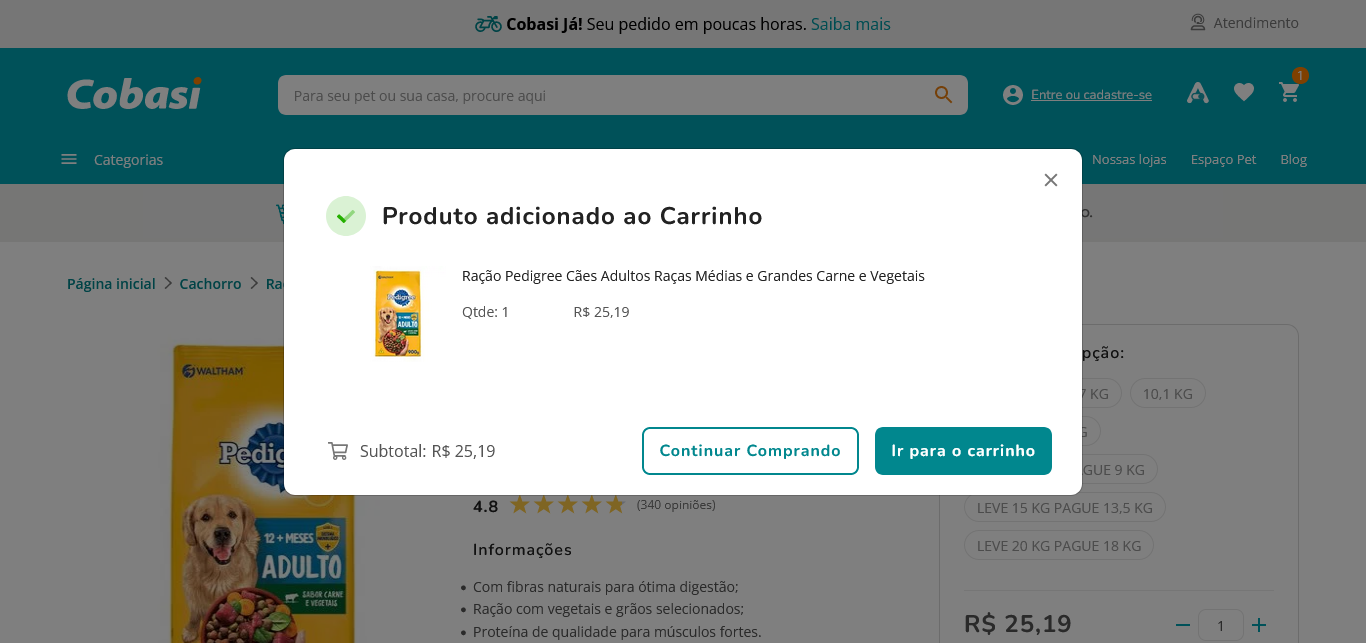 Cobasi Já! Seu pedido em poucas horas. Saiba mais
Atendimento
Cobasi
Para seu pet ou sua casa, procure aqui
Entre ou cadastre-se
1
Categorias
Nossas lojas
Espaço Pet
Blog
Produto adicionado ao Carrinho
o.
Página inicial
Cachorro
Ra
Ração Pedigree Cães Adultos Raças Médias e Grandes Carne e Vegetais
Qtde: 1
R$ 25,19
WALTHAM
Pedigree
12 + MESES
ADULTO
900g
pção:
7 KG
10,1 KG
G
GUE 9 KG
LEVE 15 KG PAGUE 13,5 KG
LEVE 20 KG PAGUE 18 KG
Subtotal: R$ 25,19
Continuar Comprando
Ir para o carrinho
WALTHAM
Pedig
12 + MESES
ADULTO
SABOR CARNE
E VEGETAIS
4.8
(340 opiniões)
Informações
• Com fibras naturais para ótima digestão;
• Ração com vegetais e grãos selecionados;
• Proteína de qualidade para músculos fortes.
R$ 25,19
1